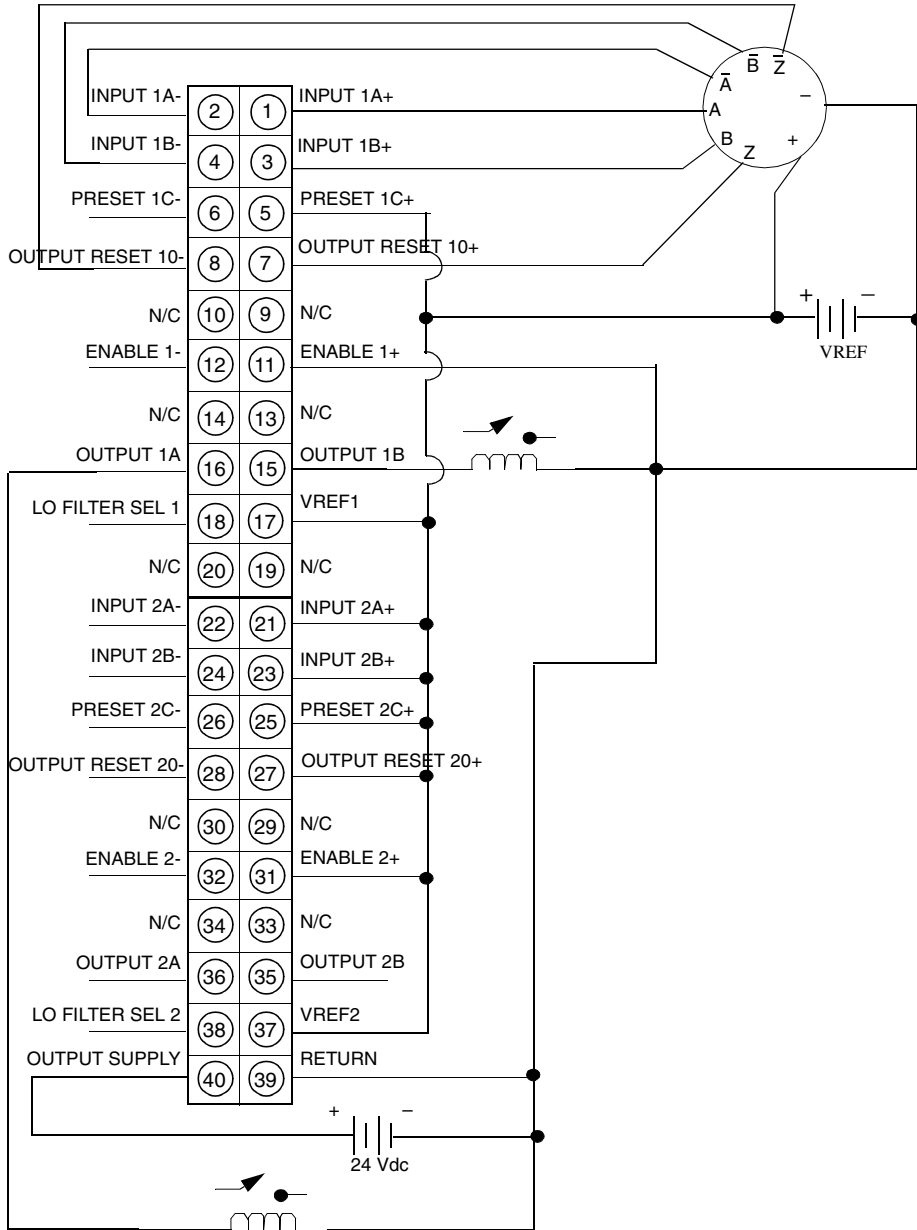 B̅ Z̅
A̅
−
A
B
Z
+
INPUT 1A- 2 1 INPUT 1A+
INPUT 1B- 4 3 INPUT 1B+
PRESET 1C- 6 5 PRESET 1C+
OUTPUT RESET 10- 8 7 OUTPUT RESET 10+
N/C 10 9 N/C
+ −
VREF
ENABLE 1- 12 11 ENABLE 1+
N/C 14 13 N/C
OUTPUT 1A 16 15 OUTPUT 1B
LO FILTER SEL 1 18 17 VREF1
N/C 20 19 N/C
INPUT 2A- 22 21 INPUT 2A+
INPUT 2B- 24 23 INPUT 2B+
PRESET 2C- 26 25 PRESET 2C+
OUTPUT RESET 20- 28 27 OUTPUT RESET 20+
N/C 30 29 N/C
ENABLE 2- 32 31 ENABLE 2+
N/C 34 33 N/C
OUTPUT 2A 36 35 OUTPUT 2B
LO FILTER SEL 2 38 37 VREF2
OUTPUT SUPPLY 40 39 RETURN
+ −
24 Vdc